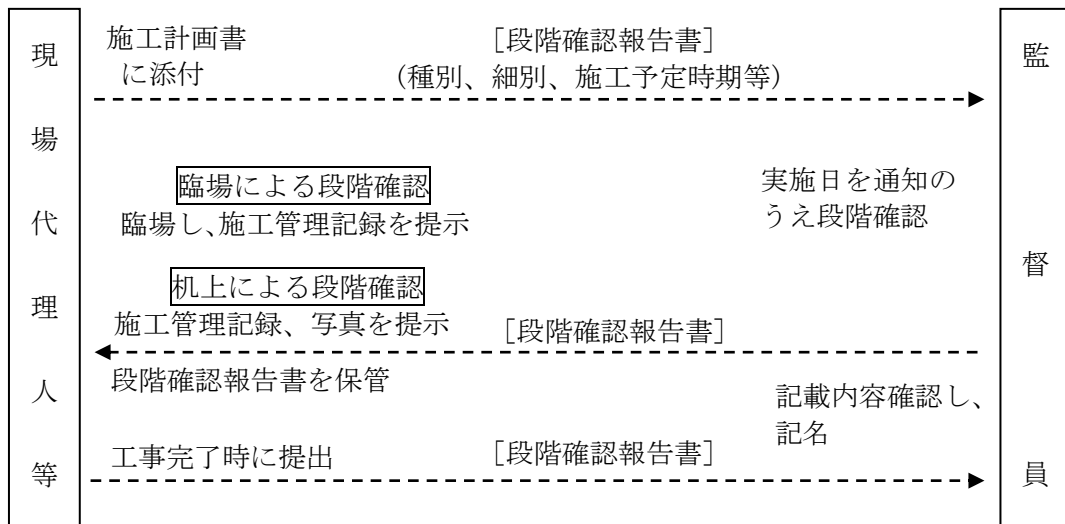 現場代理人等
施工計画書
に添付
[段階確認報告書]
(種別、細別、施工予定時期等)
監督員
臨場による段階確認
臨場し、施工管理記録を提示
実施日を通知の
うえ段階確認
机上による段階確認
施工管理記録、写真を提示
[段階確認報告書]
段階確認報告書を保管
記載内容確認し、
記名
工事完了時に提出
[段階確認報告書]